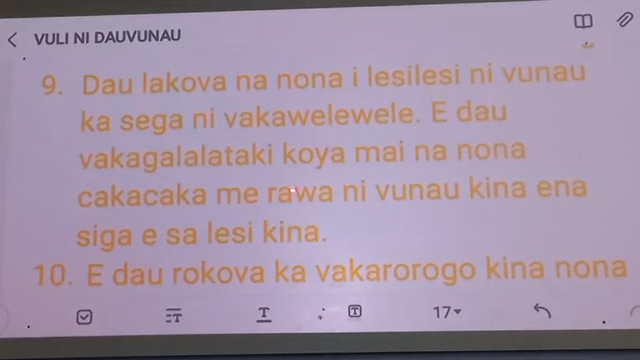 VULI NI DAUVUNAU
9. Dau lakova na nona i lesilesi ni vunau
ka sega ni vakawelewele. E dau
vakagalalataki koya mai na nona
cakacaka me rawa ni vunau kina ena
siga e sa lesi kina.
10. E dau rokova ka vakarorogo kina nona
17